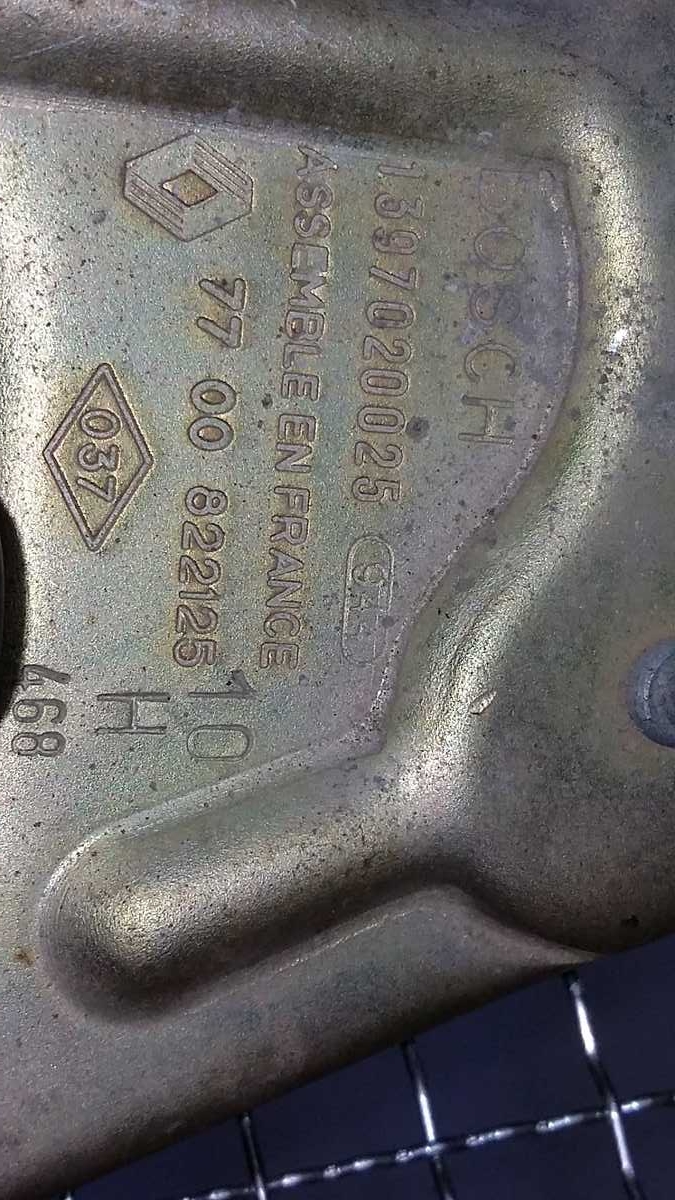 BOSCH
1397020025
ASSEMBLE EN FRANCE
77 00 822125
037
10
H
468